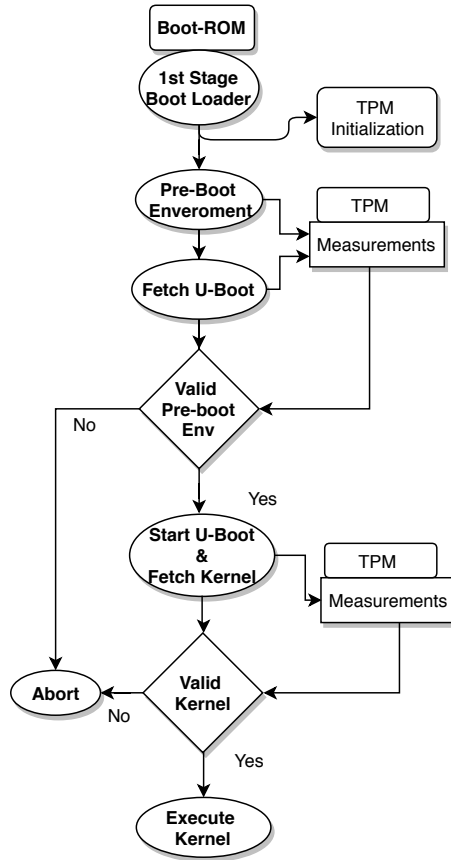 Boot-ROM
1st Stage
Boot Loader
TPM
Initialization
Pre-Boot
Enveroment
TPM
Measurements
Fetch U-Boot
Valid
Pre-boot
Env
No
Yes
Start U-Boot
&
Fetch Kernel
TPM
Measurements
Valid
Kernel
Abort
No
Yes
Execute
Kernel